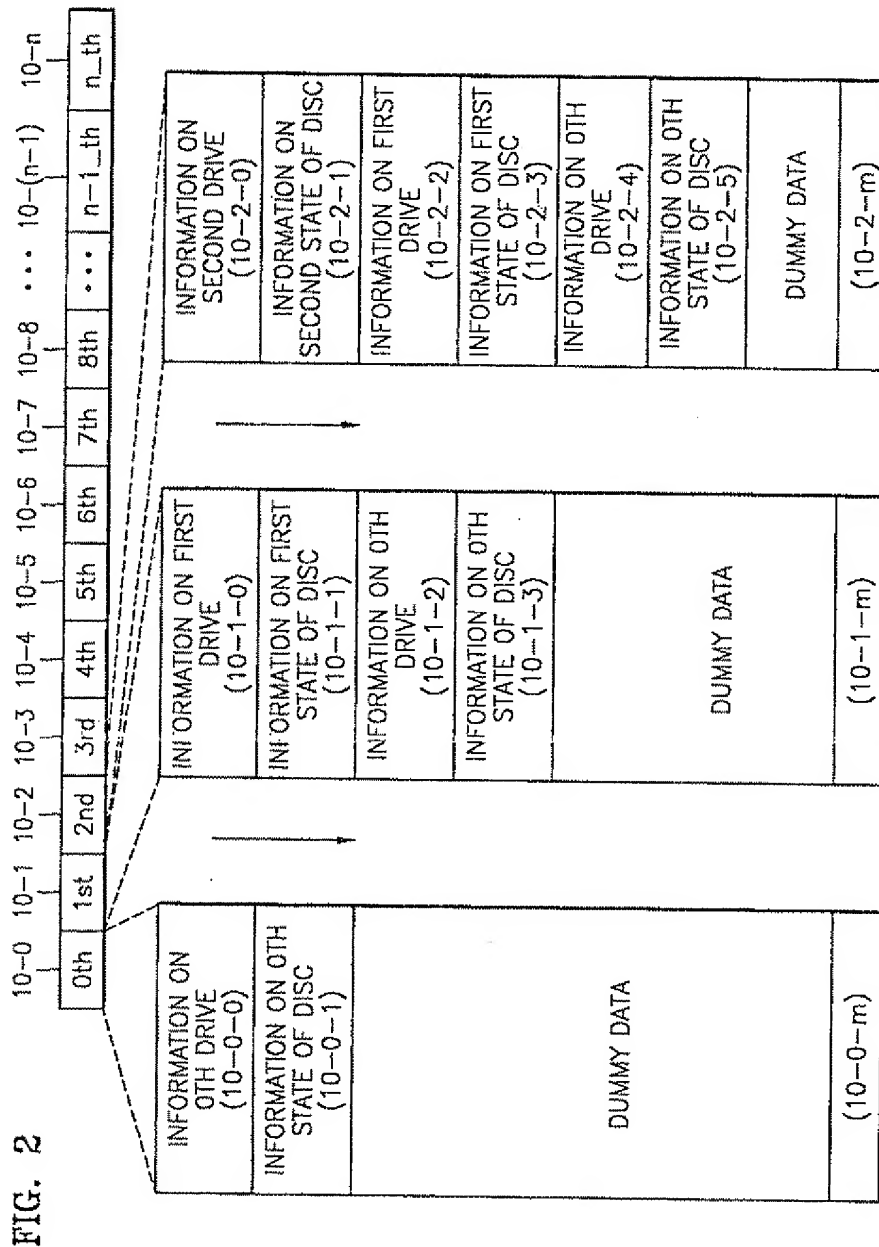 FIG. 2
10-0 10-1 10-2 10-3 10-4 10-5 10-6 10-7 10-8 ... 10-(n-1) 10-n
0th 1st 2nd 3rd 4th 5th 6th 7th 8th ... n-1_th n_th
INFORMATION ON
0TH DRIVE
(10-0-0)
INFORMATION ON 0TH
STATE OF DISC
(10-0-1)
DUMMY DATA
(10-0-m)
INFORMATION ON FIRST
DRIVE
(10-1-0)
INFORMATION ON FIRST
STATE OF DISC
(10-1-1)
INFORMATION ON 0TH
DRIVE
(10-1-2)
INFORMATION ON 0TH
STATE OF DISC
(10-1-3)
DUMMY DATA
(10-1-m)
INFORMATION ON
SECOND DRIVE
(10-2-0)
INFORMATION ON
SECOND STATE OF DISC
(10-2-1)
INFORMATION ON FIRST
DRIVE
(10-2-2)
INFORMATION ON FIRST
STATE OF DISC
(10-2-3)
INFORMATION ON 0TH
DRIVE
(10-2-4)
INFORMATION ON 0TH
STATE OF DISC
(10-2-5)
DUMMY DATA
(10-2-m)